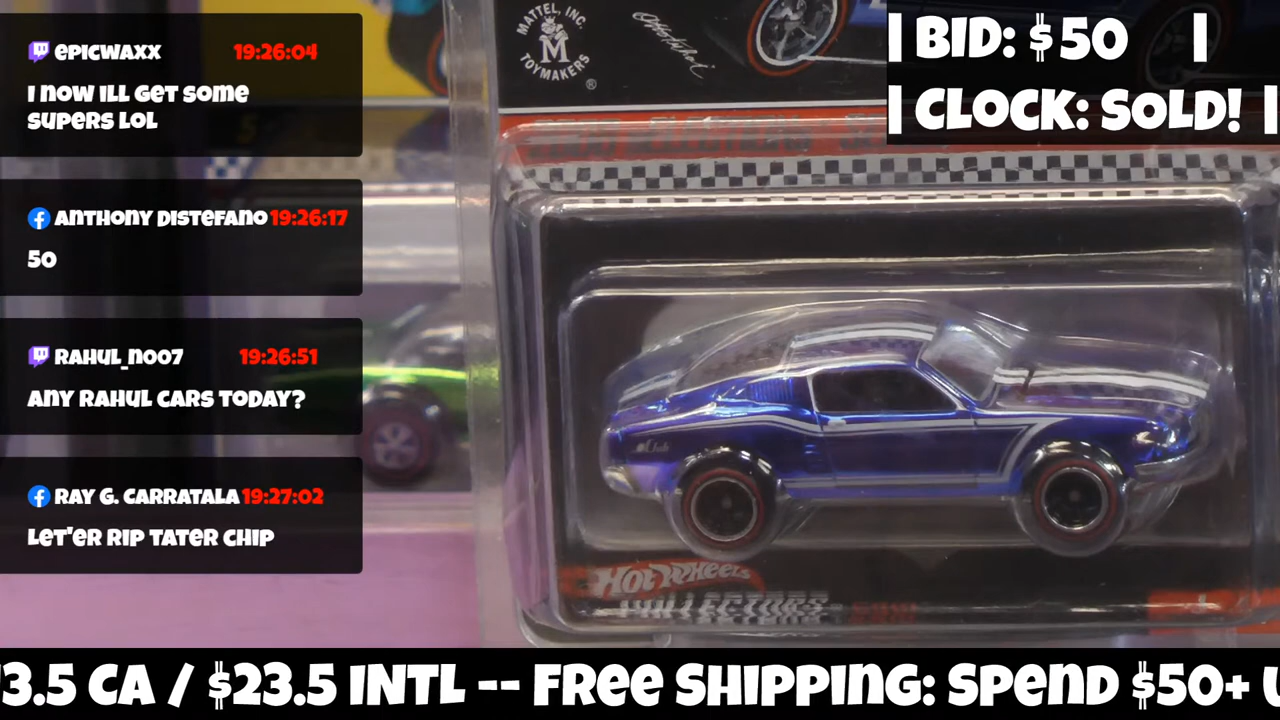 epicwaxx 19:26:04
I now ill get some
supers lol
Anthony Distefano 19:26:17
50
Rahul_n007 19:26:51
Any Rahul cars today?
Ray G. Carratala 19:27:02
Let'er rip tater chip
MATTEL, INC.
M
TOYMAKERS
®
| BID: $50 |
| CLOCK: SOLD! |
HOT WHEELS
COLLECTORS
3.5 CA / $23.5 INTL -- FREE SHIPPING: SPEND $50+